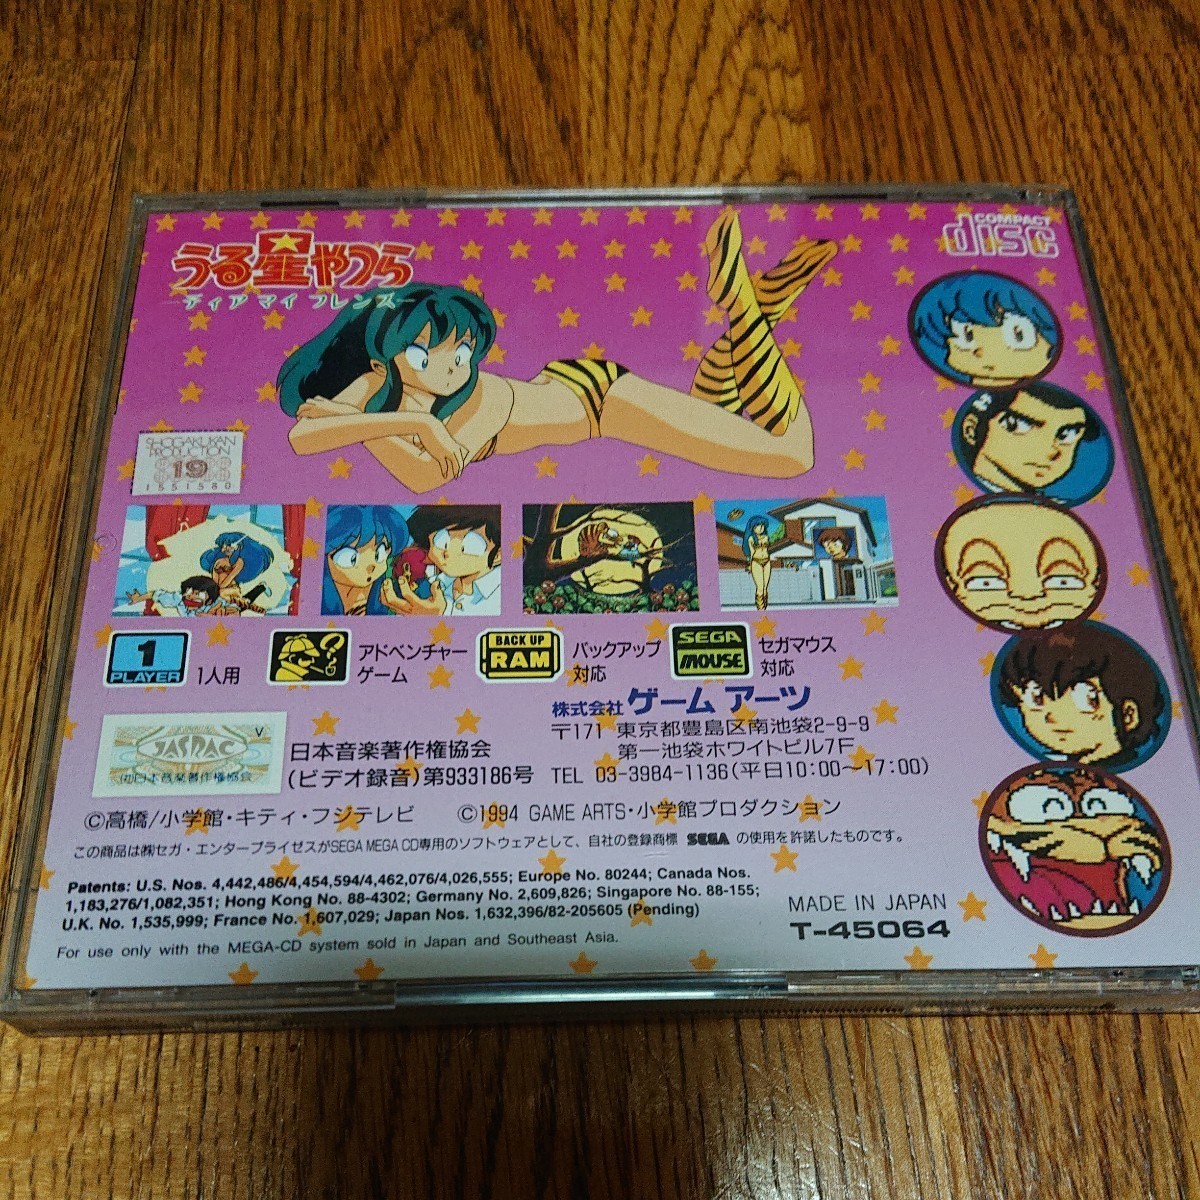 うる星やつら
ーディア マイ フレンズー
COMPACT
disc
SHOGAKUKAN
PRODUCTION
19
1551580
1
PLAYER
1人用
アドベンチャー
ゲーム
BACK UP
RAM
バックアップ
対応
SEGA
MOUSE
セガマウス
対応
株式会社ゲームアーツ
〒171 東京都豊島区南池袋2-9-9
第一池袋ホワイトビル7F
TEL 03-3984-1136(平日10:00〜17:00)
V
JASRAC
(社)日本音楽著作権協会
日本音楽著作権協会
(ビデオ録音)第933186号
©高橋/小学館・キティ・フジテレビ ©1994 GAME ARTS・小学館プロダクション
この商品は㈱セガ・エンタープライゼスがSEGA MEGA CD専用のソフトウェアとして、自社の登録商標 SEGA の使用を許諾したものです。
Patents: U.S. Nos. 4,442,486/4,454,594/4,462,076/4,026,555; Europe No. 80244; Canada Nos.
1,183,276/1,082,351; Hong Kong No. 88-4302; Germany No. 2,609,826; Singapore No. 88-155;
U.K. No. 1,535,999; France No. 1,607,029; Japan Nos. 1,632,396/82-205605 (Pending)
For use only with the MEGA-CD system sold in Japan and Southeast Asia.
MADE IN JAPAN
T-45064